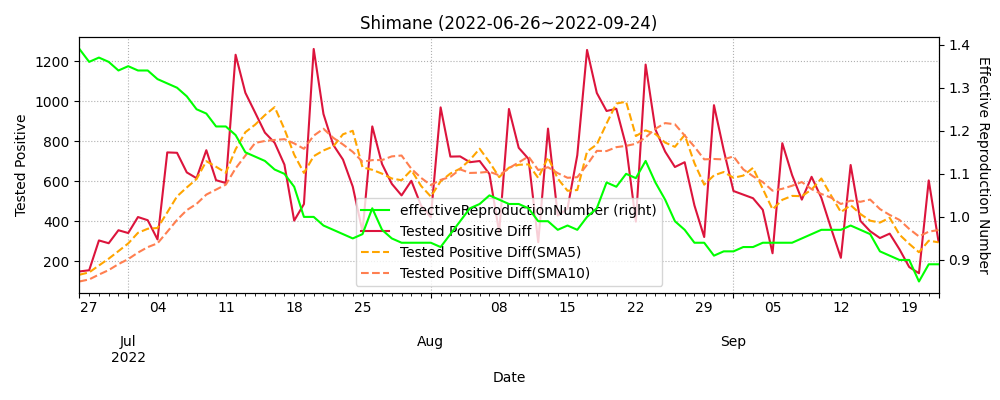 Shimane (2022-06-26~2022-09-24)
1200
1000
800
600
400
200
Tested Positive
1.4
1.3
1.2
1.1
1.0
0.9
Effective Reproduction Number
effectiveReproductionNumber (right)
Tested Positive Diff
Tested Positive Diff(SMA5)
Tested Positive Diff(SMA10)
27 04 11 18 25 08 15 22 29 05 12 19
Jul Aug Sep
2022
Date